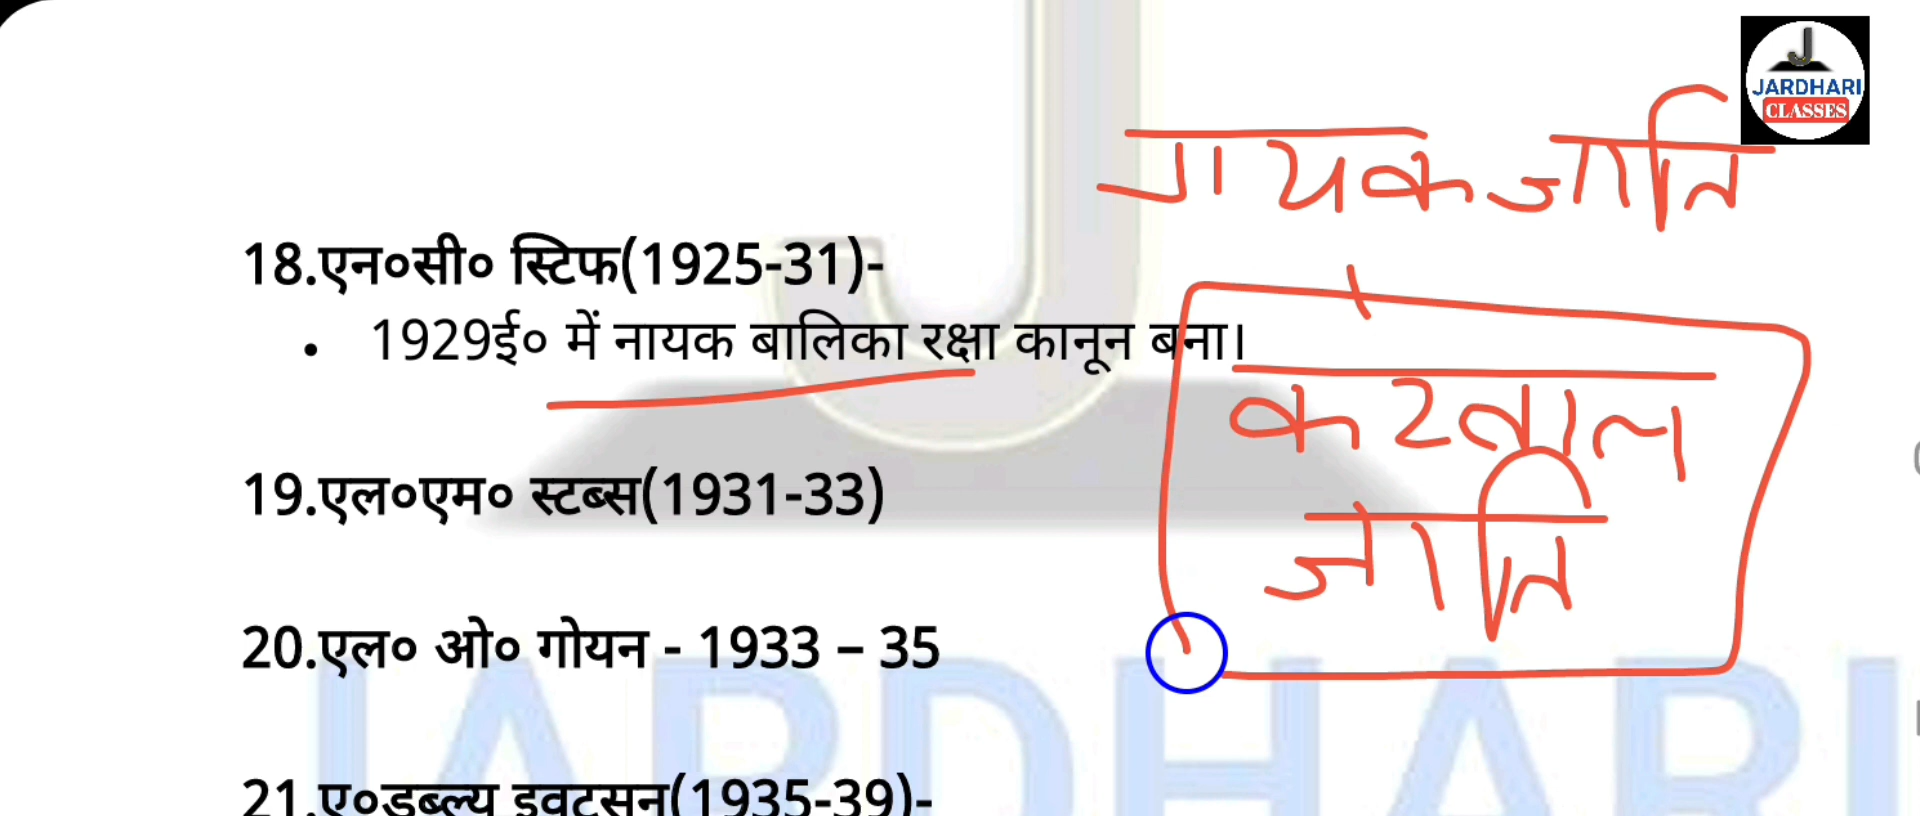 JARDHARI
CLASSES
नायक जाति
18.एन०सी० स्टिफ(1925-31)-
• 1929ई० में नायक बालिका रक्षा कानून बना।
करवाल
जाति
19.एल०एम० स्टब्स(1931-33)
20.एल० ओ० गोयन - 1933 – 35
21.ए०डब्ल्य इवटसन(1935-39)-
JARDHARI